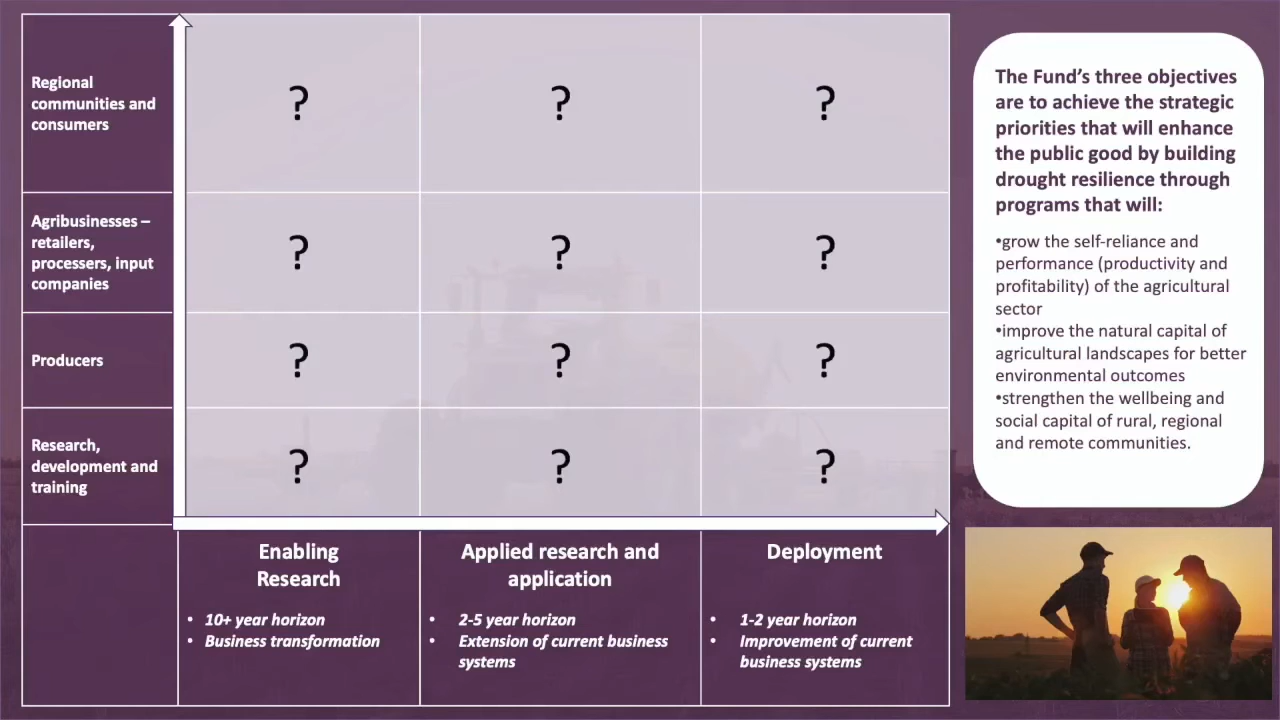 Regional
communities and
consumers
? ? ?
Agribusinesses –
retailers,
processers, input
companies
? ? ?
Producers
? ? ?
Research,
development and
training
? ? ?
Enabling
Research
• 10+ year horizon
• Business transformation
Applied research and
application
• 2-5 year horizon
• Extension of current business
systems
Deployment
• 1-2 year horizon
• Improvement of current
business systems
The Fund’s three objectives
are to achieve the strategic
priorities that will enhance
the public good by building
drought resilience through
programs that will:
•grow the self-reliance and
performance (productivity and
profitability) of the agricultural
sector
•improve the natural capital of
agricultural landscapes for better
environmental outcomes
•strengthen the wellbeing and
social capital of rural, regional
and remote communities.